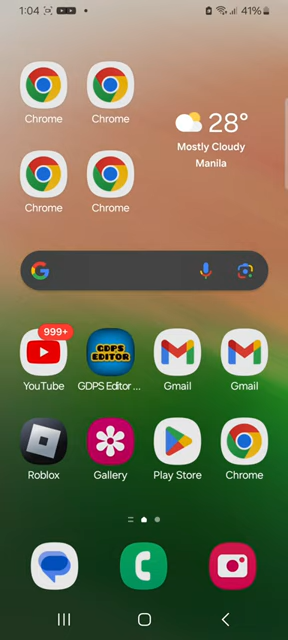 1:04
41%
Chrome
Chrome
28°
Mostly Cloudy
Manila
Chrome
Chrome
999+
GDPS
EDITOR
YouTube
GDPS Editor ...
Gmail
Gmail
Roblox
Gallery
Play Store
Chrome